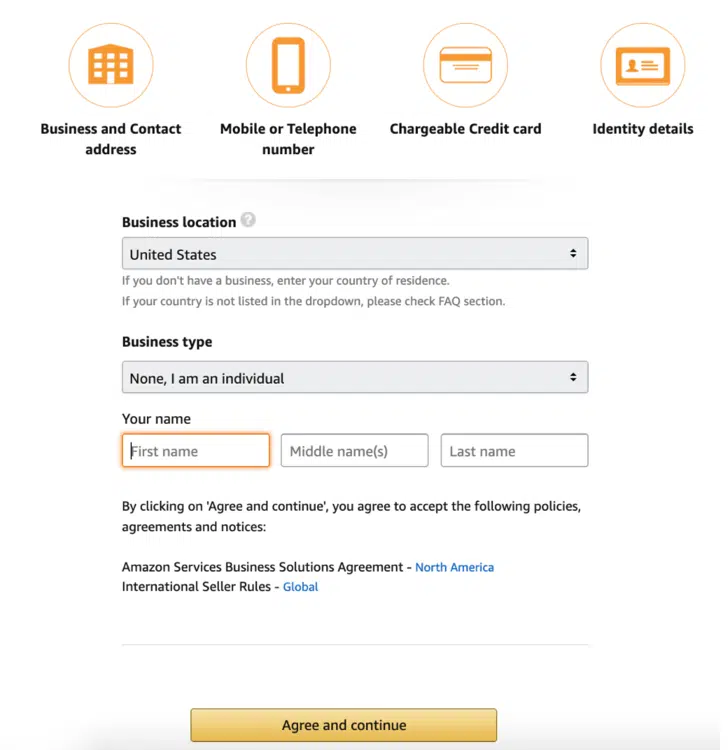 Business and Contact address
Mobile or Telephone number
Chargeable Credit card
Identity details
Business location ?
United States
If you don't have a business, enter your country of residence.
If your country is not listed in the dropdown, please check FAQ section.
Business type
None, I am an individual
Your name
First name
Middle name(s)
Last name
By clicking on 'Agree and continue', you agree to accept the following policies,
agreements and notices:
Amazon Services Business Solutions Agreement - North America
International Seller Rules - Global
Agree and continue